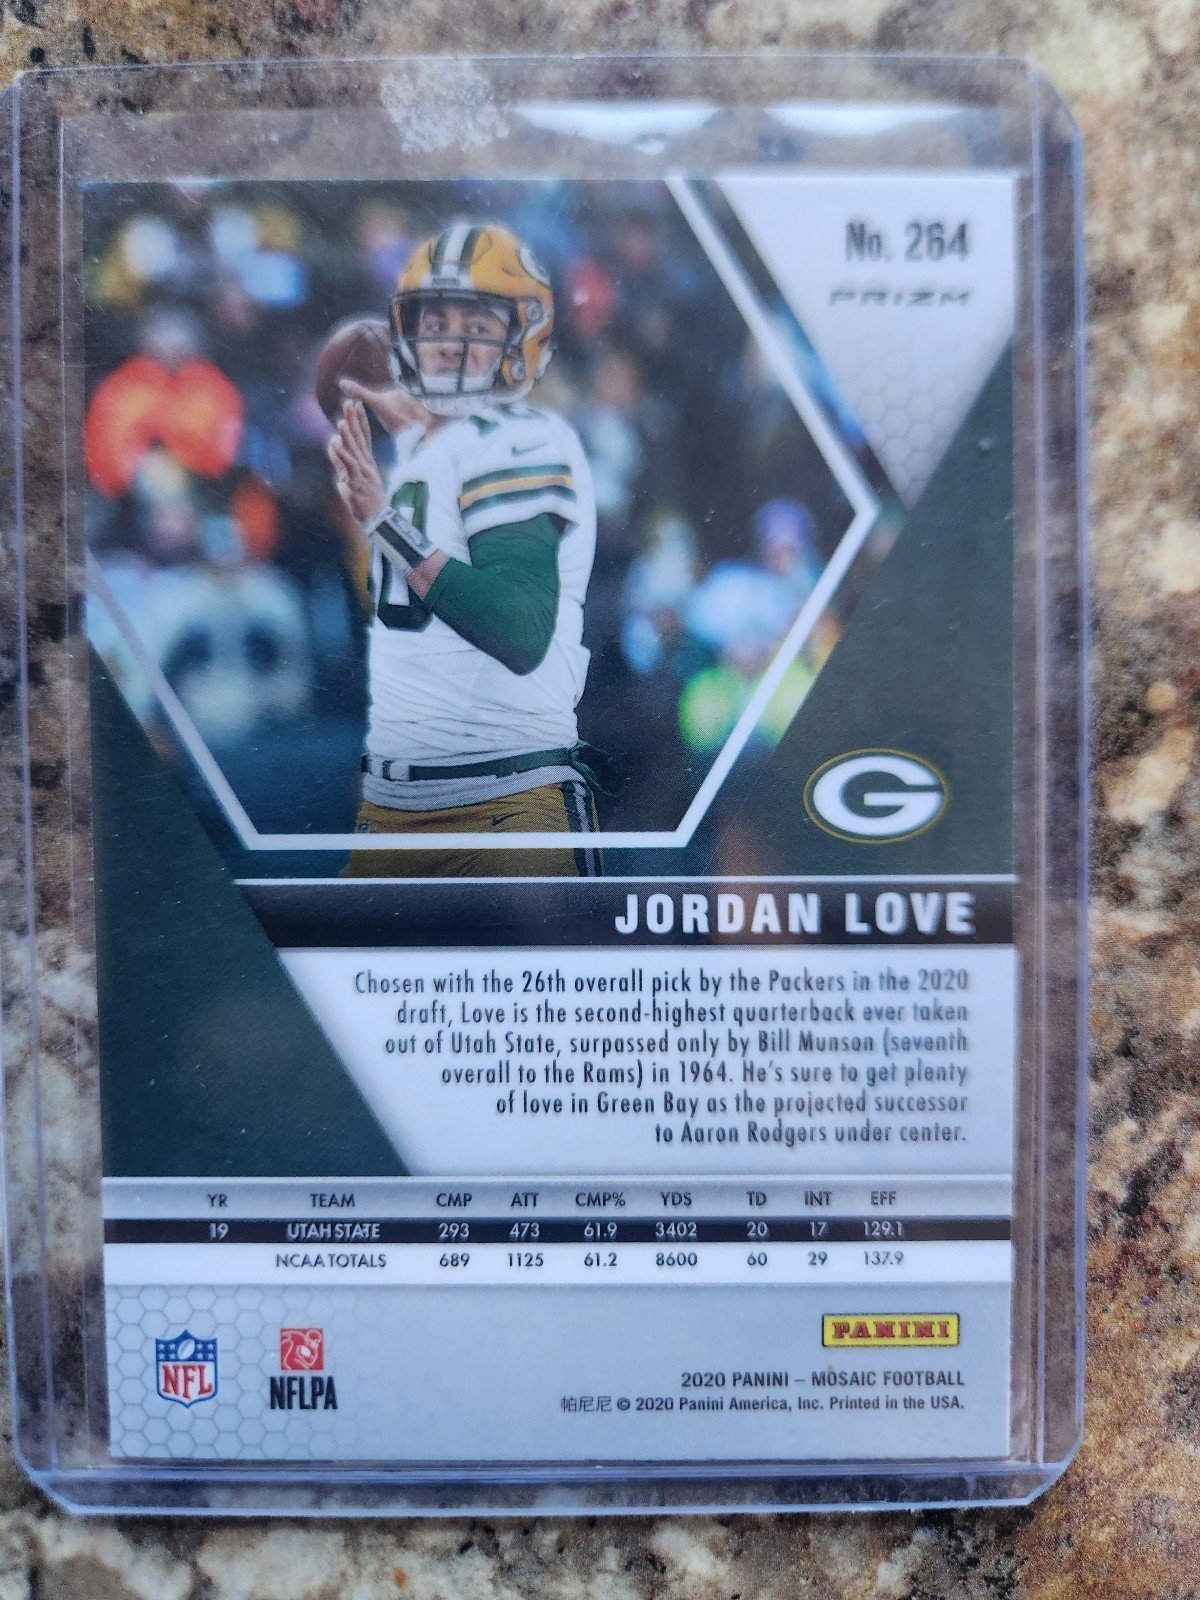 No. 264
PRIZM
JORDAN LOVE
Chosen with the 26th overall pick by the Packers in the 2020
draft, Love is the second-highest quarterback ever taken
out of Utah State, surpassed only by Bill Munson (seventh
overall to the Rams) in 1964. He's sure to get plenty
of love in Green Bay as the projected successor
to Aaron Rodgers under center.
YR TEAM CMP ATT CMP% YDS TD INT EFF
19 UTAH STATE 293 473 61.9 3402 20 17 129.1
NCAA TOTALS 689 1125 61.2 8600 60 29 137.9
NFL
NFLPA
PANINI
2020 PANINI – MOSAIC FOOTBALL
帕尼尼 © 2020 Panini America, Inc. Printed in the USA.